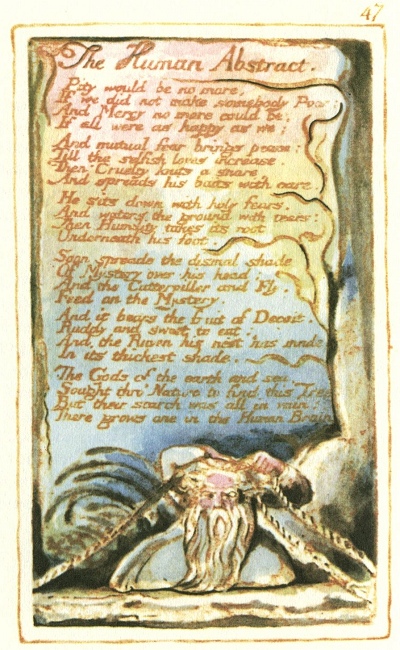 47
The Human Abstract.
Pity would be no more,
If we did not make somebody Poor:
And Mercy no more could be,
If all were as happy as we:
And mutual fear brings peace:
Till the selfish loves increase.
Then Cruelty knits a snare,
And spreads his baits with care.
He sits down with holy fears,
And waters the ground with tears:
Then Humility takes its root
Underneath his foot.
Soon spreads the dismal shade
Of Mystery over his head;
And the Catterpiller and Fly,
Feed on the Mystery.
And it bears the fruit of Deceit,
Ruddy and sweet to eat:
And the Raven his nest has made
In its thickest shade.
The Gods of the earth and sea,
Sought thro' Nature to find this Tree
But their search was all in vain:
There grows one in the Human Brain